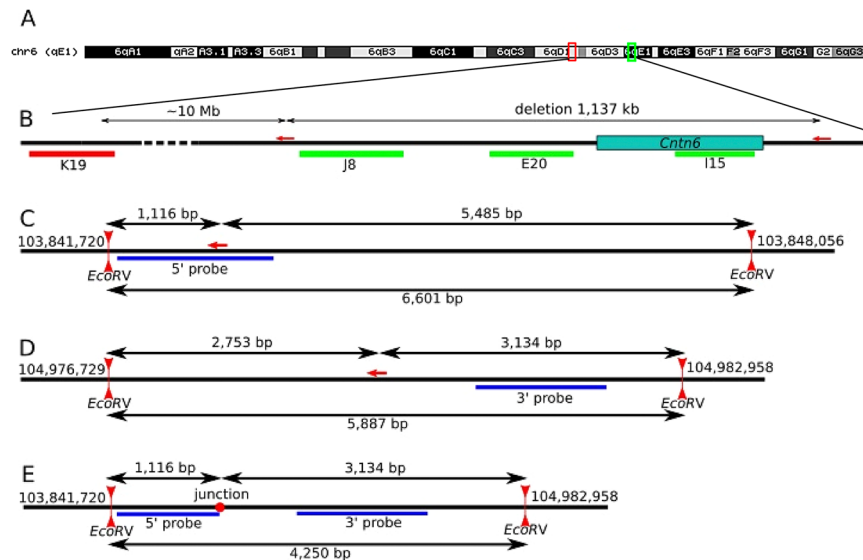 A
chr6 (qE1) 6qA1 qA2 A3.1 A3.3 6qB1 6qB3 6qC1 6qC3 6qD1 6qD3 6qE1 6qE3 6qF1 F2 6qF3 6qG1 G2 6qG3
~10 Mb deletion 1,137 kb
B
Cntn6
K19 J8 E20 I15
C
1,116 bp 5,485 bp
103,841,720 103,848,056
5' probe
EcoRV EcoRV
6,601 bp
D
2,753 bp 3,134 bp
104,976,729 104,982,958
3' probe
EcoRV EcoRV
5,887 bp
E
1,116 bp 3,134 bp
junction
103,841,720 104,982,958
5' probe 3' probe
EcoRV EcoRV
4,250 bp